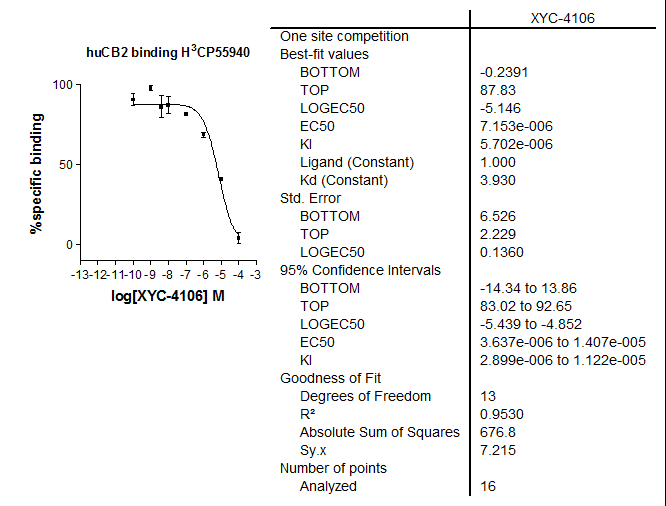 huCB2 binding H3CP55940
%specific binding
100
50
0
-13-12-11-10 -9 -8 -7 -6 -5 -4 -3
log[XYC-4106] M
XYC-4106
One site competition
Best-fit values
BOTTOM -0.2391
TOP 87.83
LOGEC50 -5.146
EC50 7.153e-006
KI 5.702e-006
Ligand (Constant) 1.000
Kd (Constant) 3.930
Std. Error
BOTTOM 6.526
TOP 2.229
LOGEC50 0.1360
95% Confidence Intervals
BOTTOM -14.34 to 13.86
TOP 83.02 to 92.65
LOGEC50 -5.439 to -4.852
EC50 3.637e-006 to 1.407e-005
KI 2.899e-006 to 1.122e-005
Goodness of Fit
Degrees of Freedom 13
R² 0.9530
Absolute Sum of Squares 676.8
Sy.x 7.215
Number of points
Analyzed 16